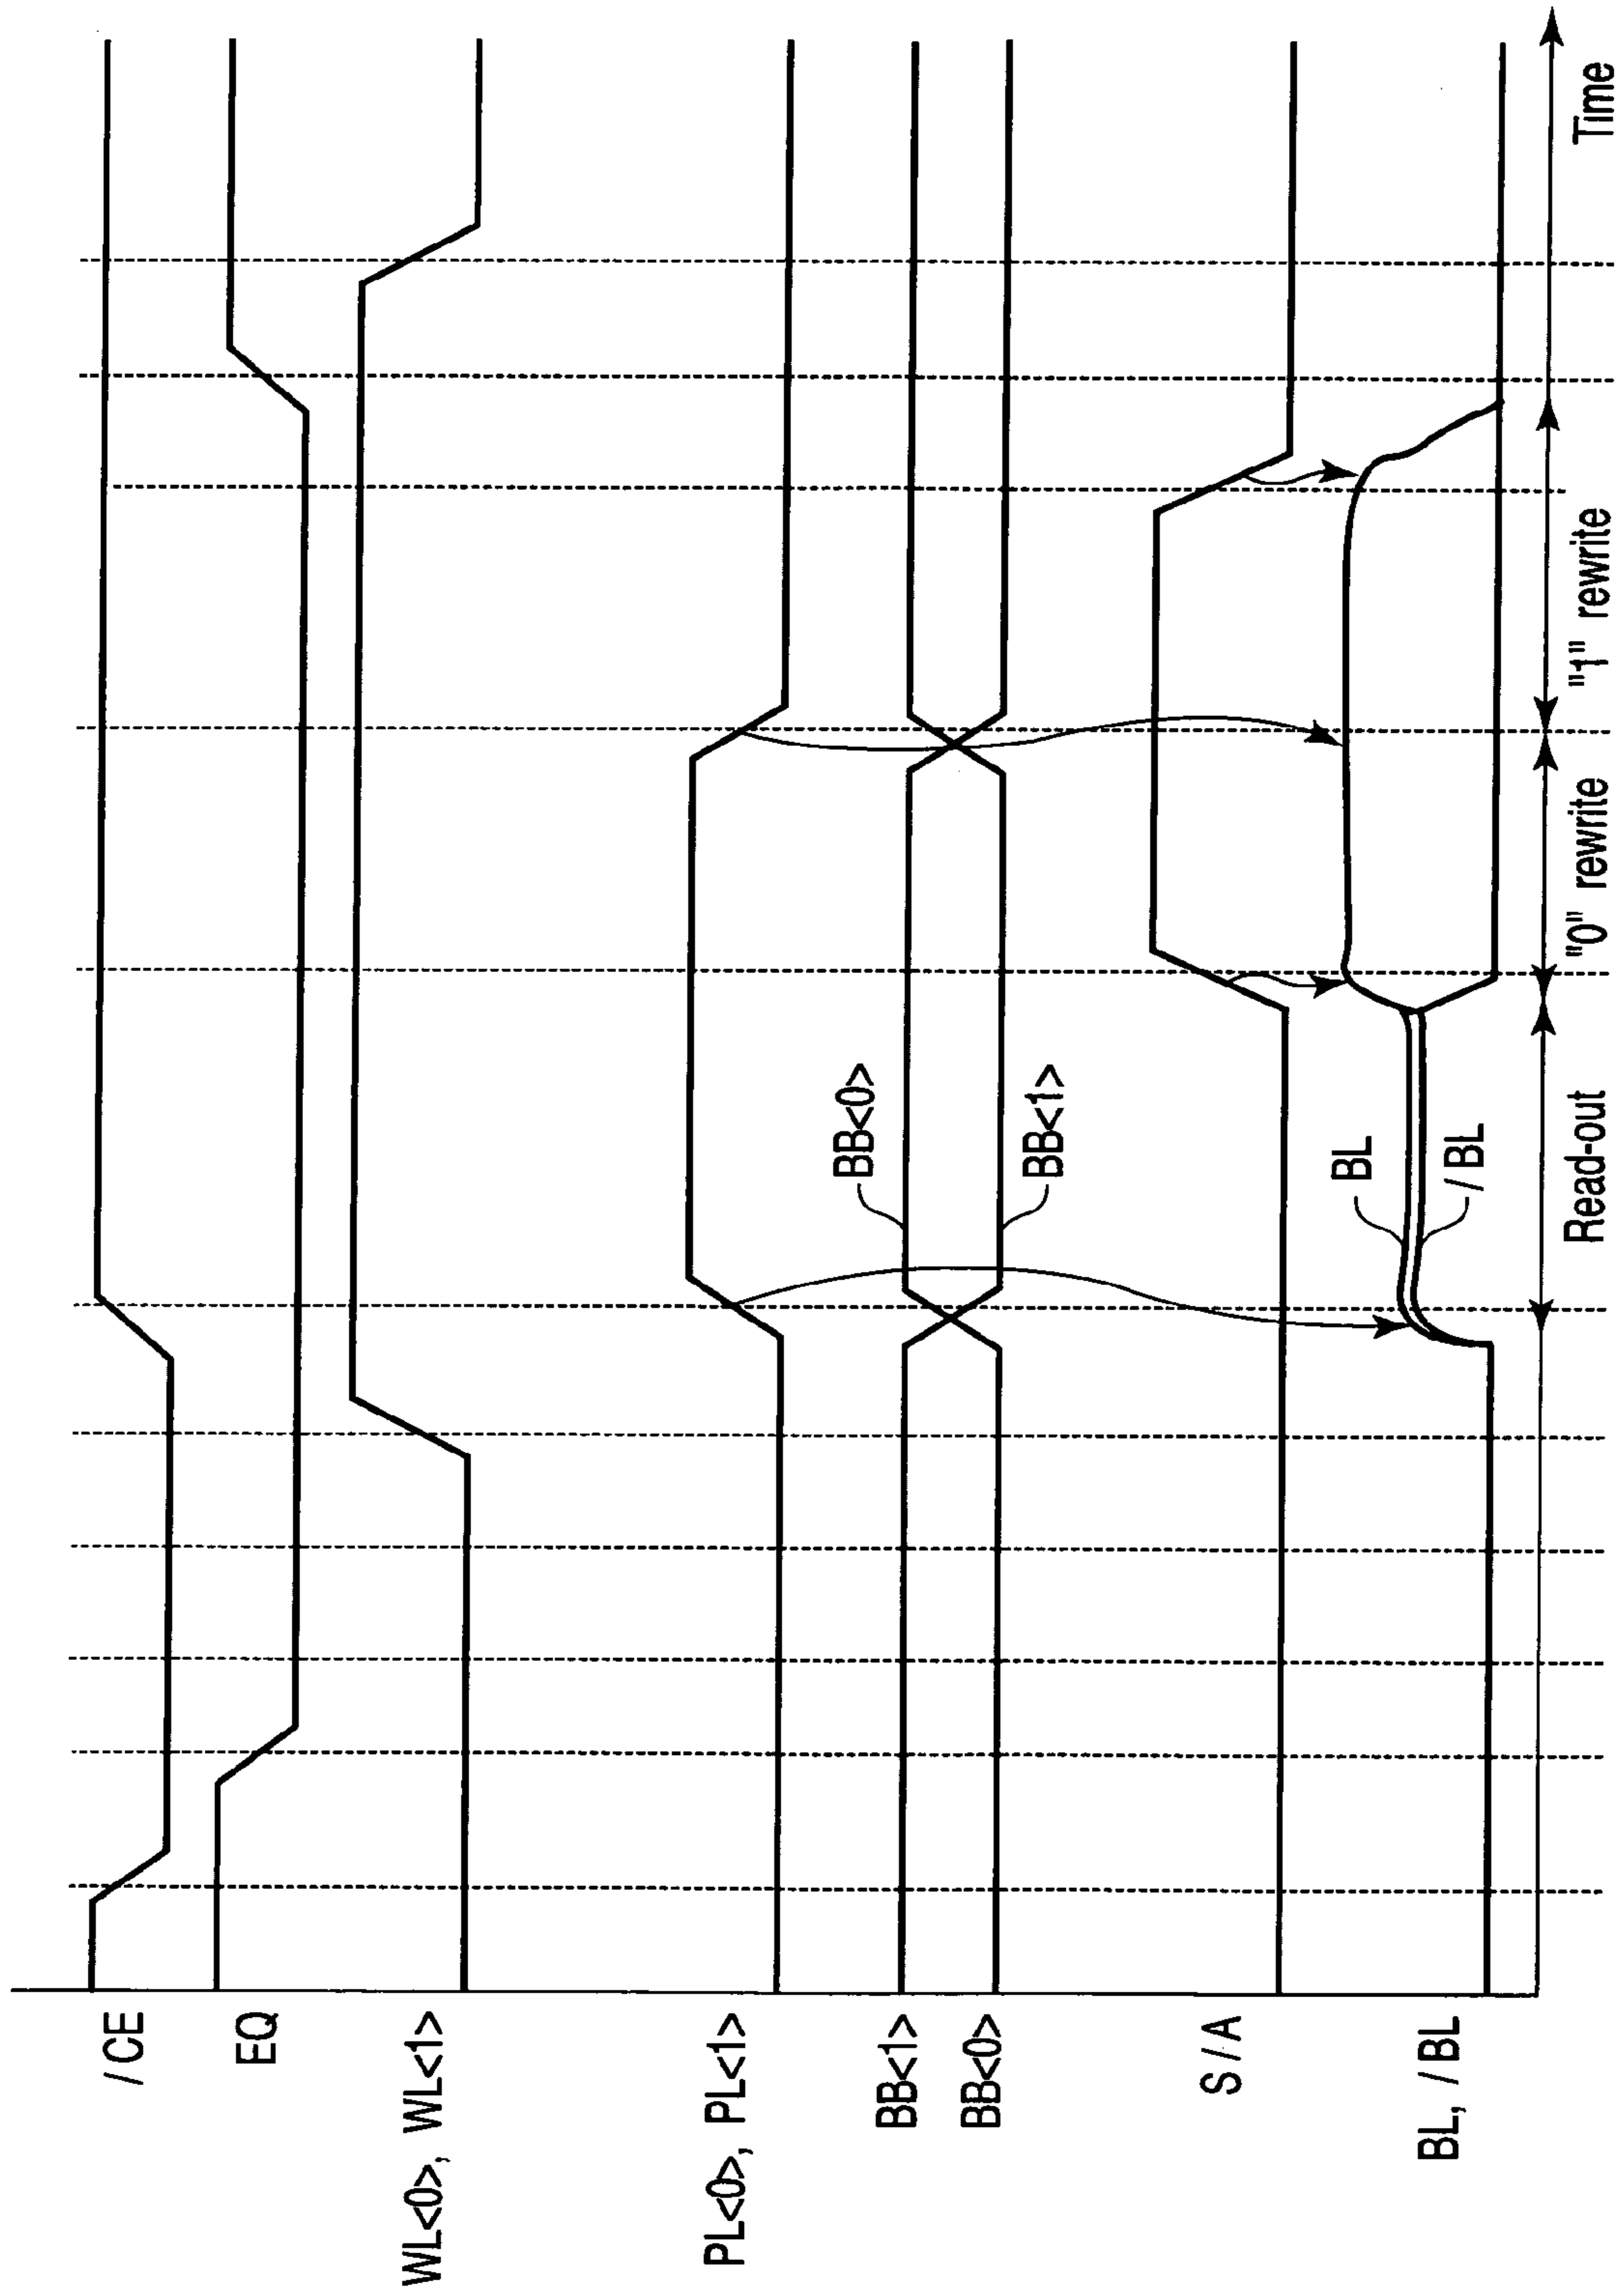 / CE
EQ
WL<0>, WL<1>
PL<0>, PL<1>
BB<1>
BB<0>
BB<0>
BB<1>
S / A
BL, / BL
BL
/ BL
Read-out
"0" rewrite
"1" rewrite
Time